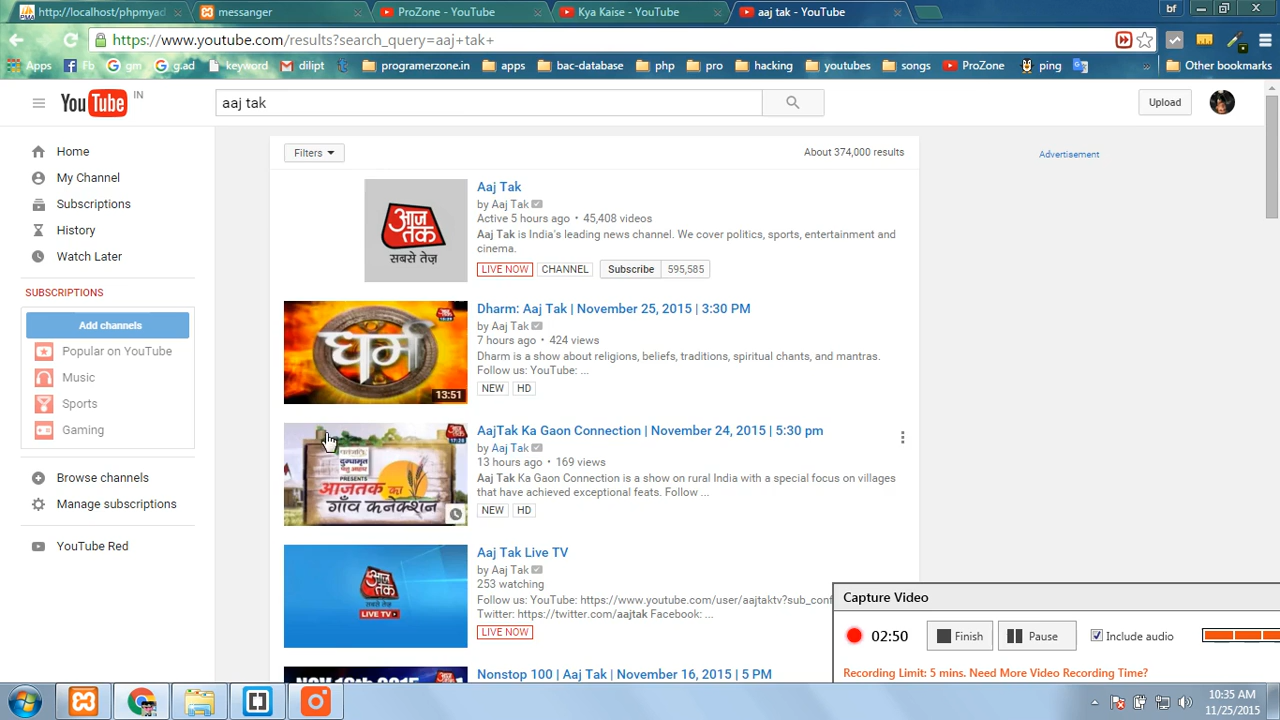 http://localhost/phpmyad
messanger
ProZone - YouTube
Kya Kaise - YouTube
aaj tak - YouTube
bf
https://www.youtube.com/results?search_query=aaj+tak+
Apps
Fb
gm
g.ad
keyword
dilipt
programerzone.in
apps
bac-database
php
pro
hacking
youtubes
songs
ProZone
ping
»
Other bookmarks
YouTube IN
aaj tak
Upload
Home
My Channel
Subscriptions
History
Watch Later
SUBSCRIPTIONS
Add channels
Popular on YouTube
Music
Sports
Gaming
Browse channels
Manage subscriptions
YouTube Red
Filters
About 374,000 results
Advertisement
आज
तक
सबसे तेज़
Aaj Tak
by Aaj Tak
Active 5 hours ago • 45,408 videos
Aaj Tak is India's leading news channel. We cover politics, sports, entertainment and
cinema.
LIVE NOW CHANNEL Subscribe 595,585
धर्म
13:51
Dharm: Aaj Tak | November 25, 2015 | 3:30 PM
by Aaj Tak
7 hours ago • 424 views
Dharm is a show about religions, beliefs, traditions, spiritual chants, and mantras.
Follow us: YouTube: ...
NEW HD
PRESENTS
आजतक का
गाँव कनेक्शन
AajTak Ka Gaon Connection | November 24, 2015 | 5:30 pm
by Aaj Tak
13 hours ago • 169 views
Aaj Tak Ka Gaon Connection is a show on rural India with a special focus on villages
that have achieved exceptional feats. Follow ...
NEW HD
आज
तक
LIVE TV
Aaj Tak Live TV
by Aaj Tak
253 watching
Follow us: YouTube: https://www.youtube.com/user/aajtaktv?sub_conf
Twitter: https://twitter.com/aajtak Facebook: ...
LIVE NOW
Nonstop 100 | Aaj Tak | November 16, 2015 | 5 PM
Capture Video
02:50
Finish
Pause
Include audio
Recording Limit: 5 mins. Need More Video Recording Time?
10:35 AM
11/25/2015